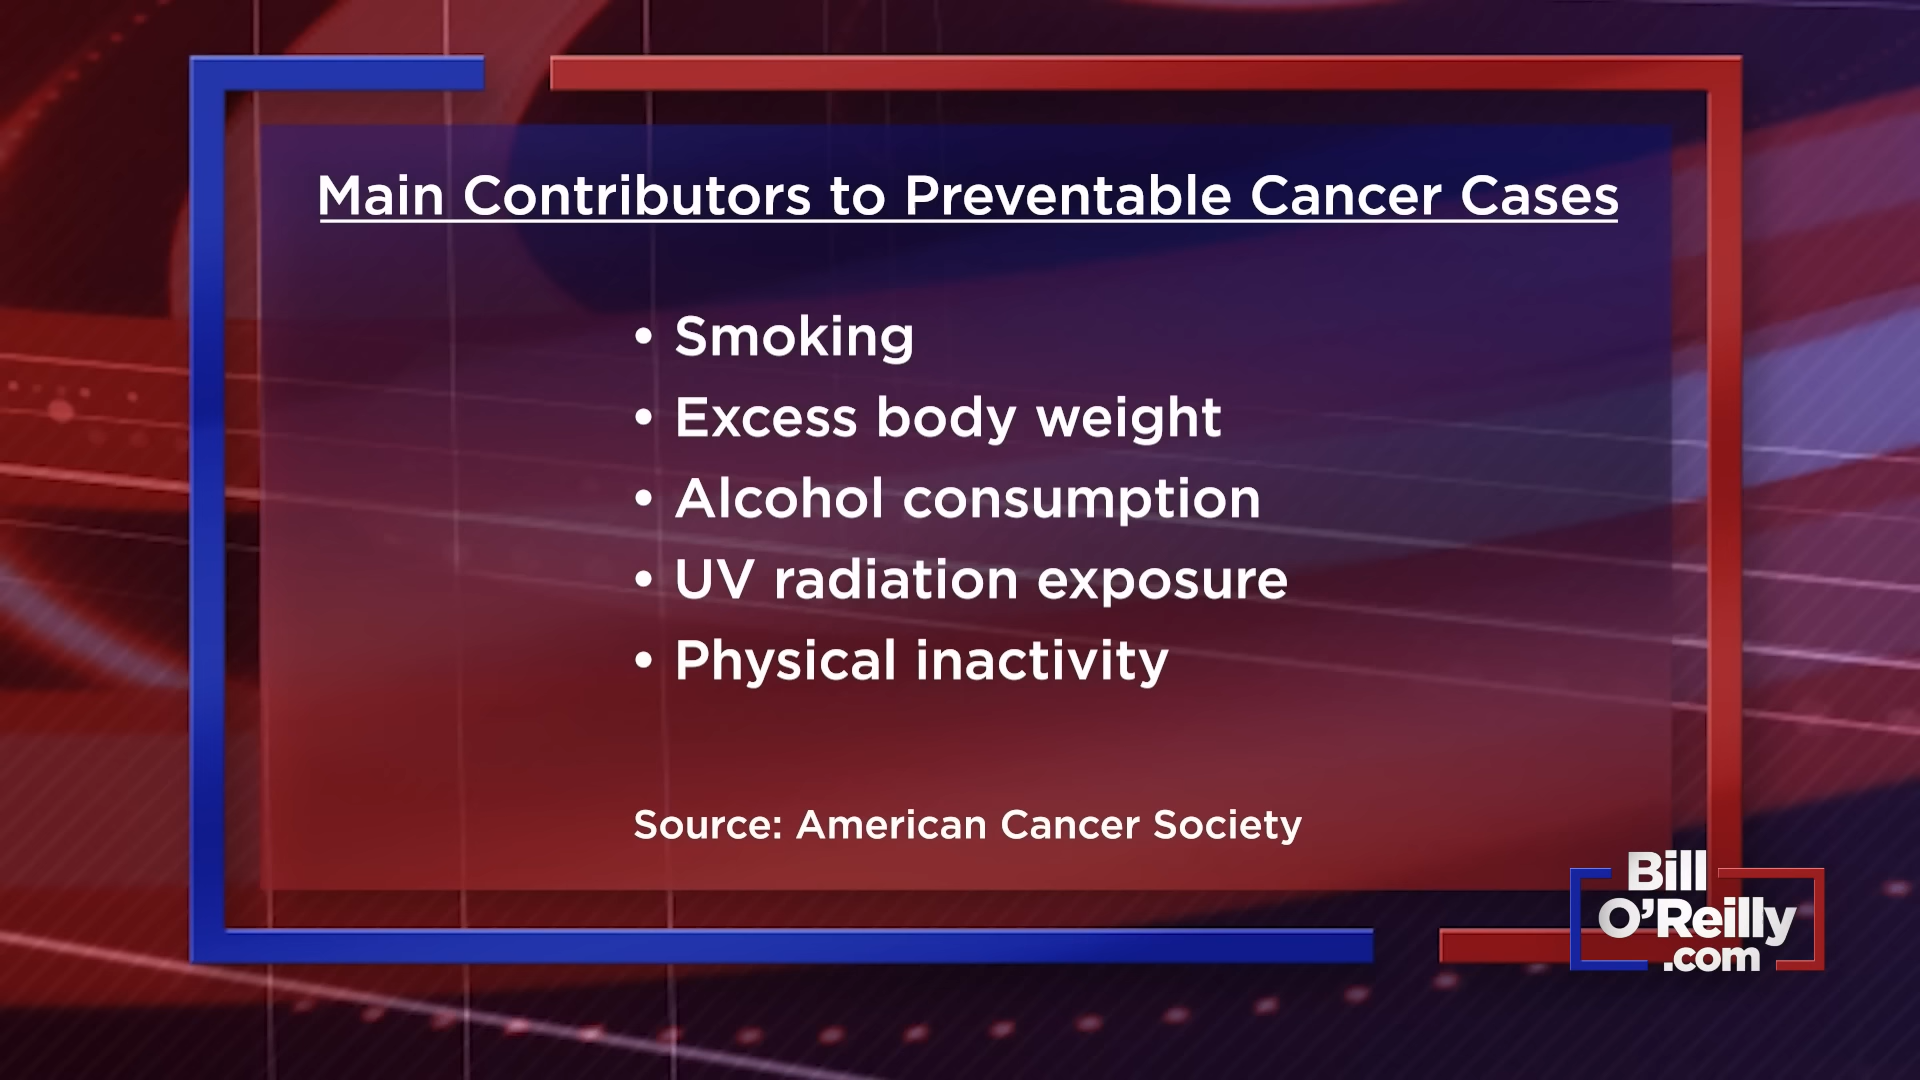 Main Contributors to Preventable Cancer Cases
• Smoking
• Excess body weight
• Alcohol consumption
• UV radiation exposure
• Physical inactivity
Source: American Cancer Society
Bill
O'Reilly
.com